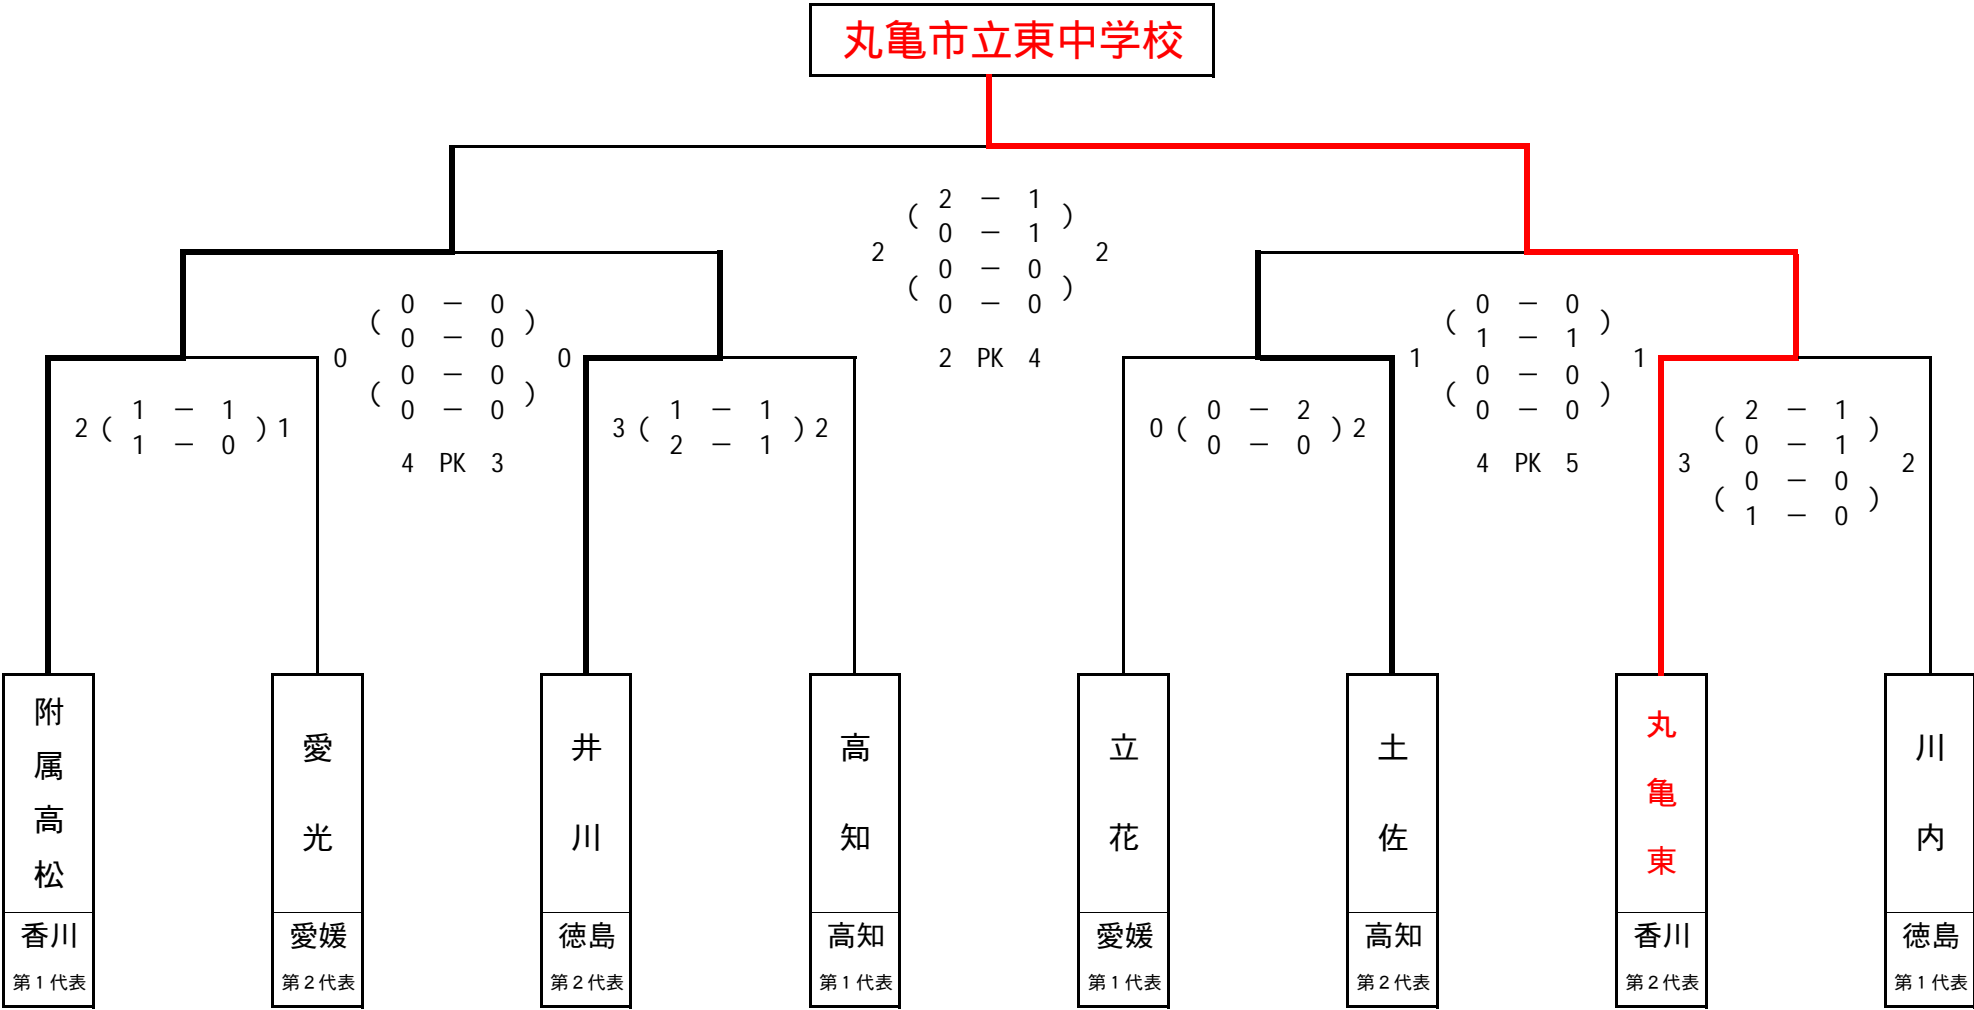 丸亀市立東中学校
2 ( 2 － 1 ) 2
0 － 1
( 0 － 0 )
0 － 0
2 PK 4
0 ( 0 － 0 ) 0
0 － 0
( 0 － 0 )
0 － 0
4 PK 3
1 ( 0 － 0 ) 1
1 － 1
( 0 － 0 )
0 － 0
4 PK 5
2 ( 1 － 1 ) 1
1 － 0
3 ( 1 － 1 ) 2
2 － 1
0 ( 0 － 2 ) 2
0 － 0
3 ( 2 － 1 ) 2
0 － 1
( 0 － 0 )
1 － 0
附属高松
香川
第1代表
愛光
愛媛
第2代表
井川
徳島
第2代表
高知
高知
第1代表
立花
愛媛
第1代表
土佐
高知
第2代表
丸亀東
香川
第2代表
川内
徳島
第1代表